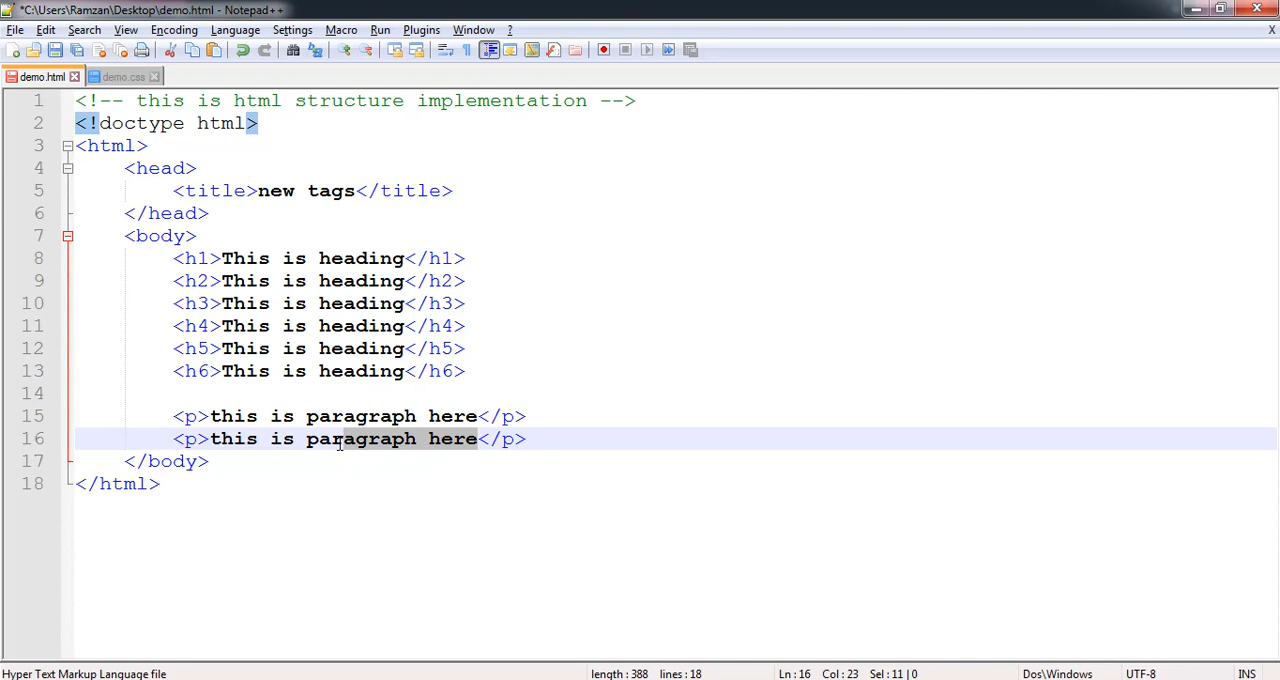 *C:\Users\Ramzan\Desktop\demo.html - Notepad++
File Edit Search View Encoding Language Settings Macro Run Plugins Window ? X
demo.html demo.css
1 <!-- this is html structure implementation -->
2 <!doctype html>
3 <html>
4 <head>
5 <title>new tags</title>
6 </head>
7 <body>
8 <h1>This is heading</h1>
9 <h2>This is heading</h2>
10 <h3>This is heading</h3>
11 <h4>This is heading</h4>
12 <h5>This is heading</h5>
13 <h6>This is heading</h6>
14
15 <p>this is paragraph here</p>
16 <p>this is paragraph here</p>
17 </body>
18 </html>
Hyper Text Markup Language file length : 388 lines : 18 Ln : 16 Col : 23 Sel : 11 | 0 Dos\Windows UTF-8 INS